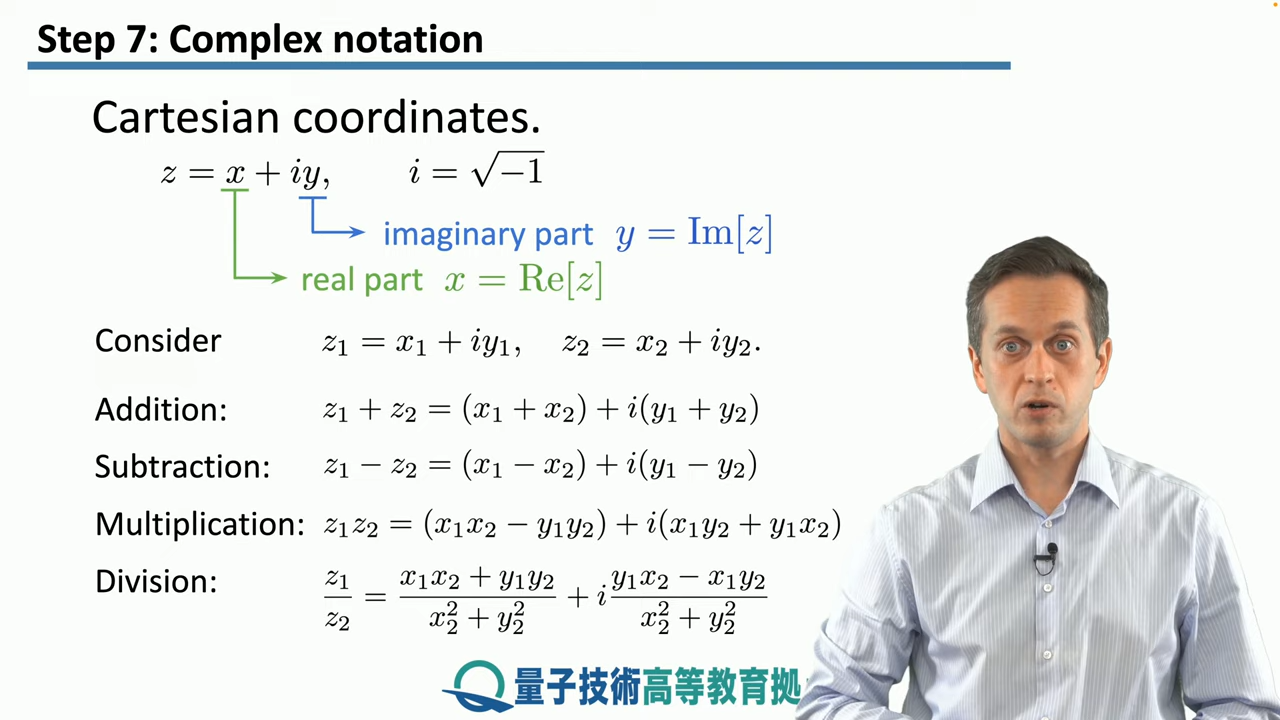 Step 7: Complex notation
Cartesian coordinates.
z = x + iy, i = √−1
imaginary part y = Im[z]
real part x = Re[z]
Consider z₁ = x₁ + iy₁, z₂ = x₂ + iy₂.
Addition: z₁ + z₂ = (x₁ + x₂) + i(y₁ + y₂)
Subtraction: z₁ − z₂ = (x₁ − x₂) + i(y₁ − y₂)
Multiplication: z₁z₂ = (x₁x₂ − y₁y₂) + i(x₁y₂ + y₁x₂)
Division: z₁/z₂ = (x₁x₂ + y₁y₂)/(x₂² + y₂²) + i (y₁x₂ − x₁y₂)/(x₂² + y₂²)
量子技術高等教育拠